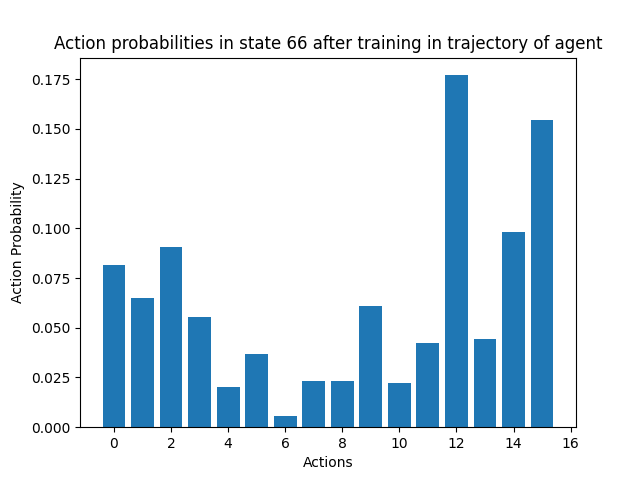 Action probabilities in state 66 after training in trajectory of agent
0.175
0.150
0.125
0.100
0.075
0.050
0.025
0.000
Action Probability
0 2 4 6 8 10 12 14 16
Actions